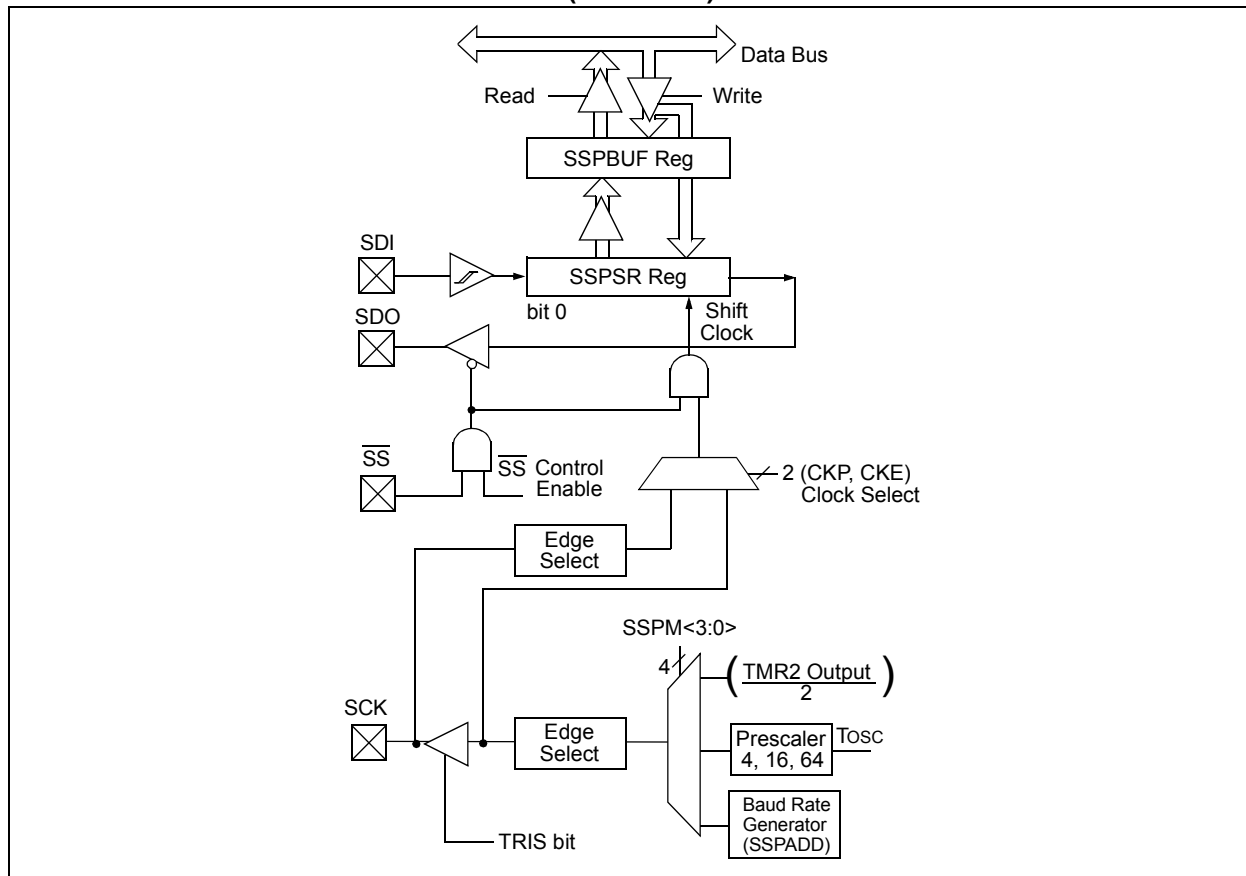 Data Bus
Read
Write
SSPBUF Reg
SDI
SSPSR Reg
bit 0
Shift
Clock
SDO
SS
SS Control
Enable
2 (CKP, CKE)
Clock Select
Edge
Select
SSPM<3:0>
4
(TMR2 Output
2)
SCK
Edge
Select
Prescaler
4, 16, 64
TOSC
Baud Rate
Generator
(SSPADD)
TRIS bit